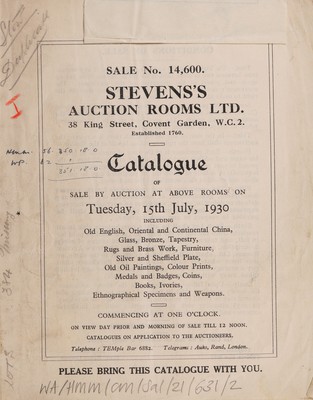 SALE No. 14,600.
STEVENS'S
AUCTION ROOMS LTD.
38 King Street, Covent Garden, W.C.2.
Established 1760.
Catalogue
OF
SALE BY AUCTION AT ABOVE ROOMS ON
Tuesday, 15th July, 1930
INCLUDING
Old English, Oriental and Continental China,
Glass, Bronze, Tapestry,
Rugs and Brass Work, Furniture,
Silver and Sheffield Plate,
Old Oil Paintings, Colour Prints,
Medals and Badges, Coins,
Books, Ivories,
Ethnographical Specimens and Weapons.
COMMENCING AT ONE O'CLOCK.
ON VIEW DAY PRIOR AND MORNING OF SALE TILL 12 NOON.
CATALOGUES ON APPLICATION TO THE AUCTIONEERS.
Telephone: TEMple Bar 6882. Telegrams: Auks, Rand, London.
PLEASE BRING THIS CATALOGUE WITH YOU.
WA/HMM/CM/Sal/21/631/2
I